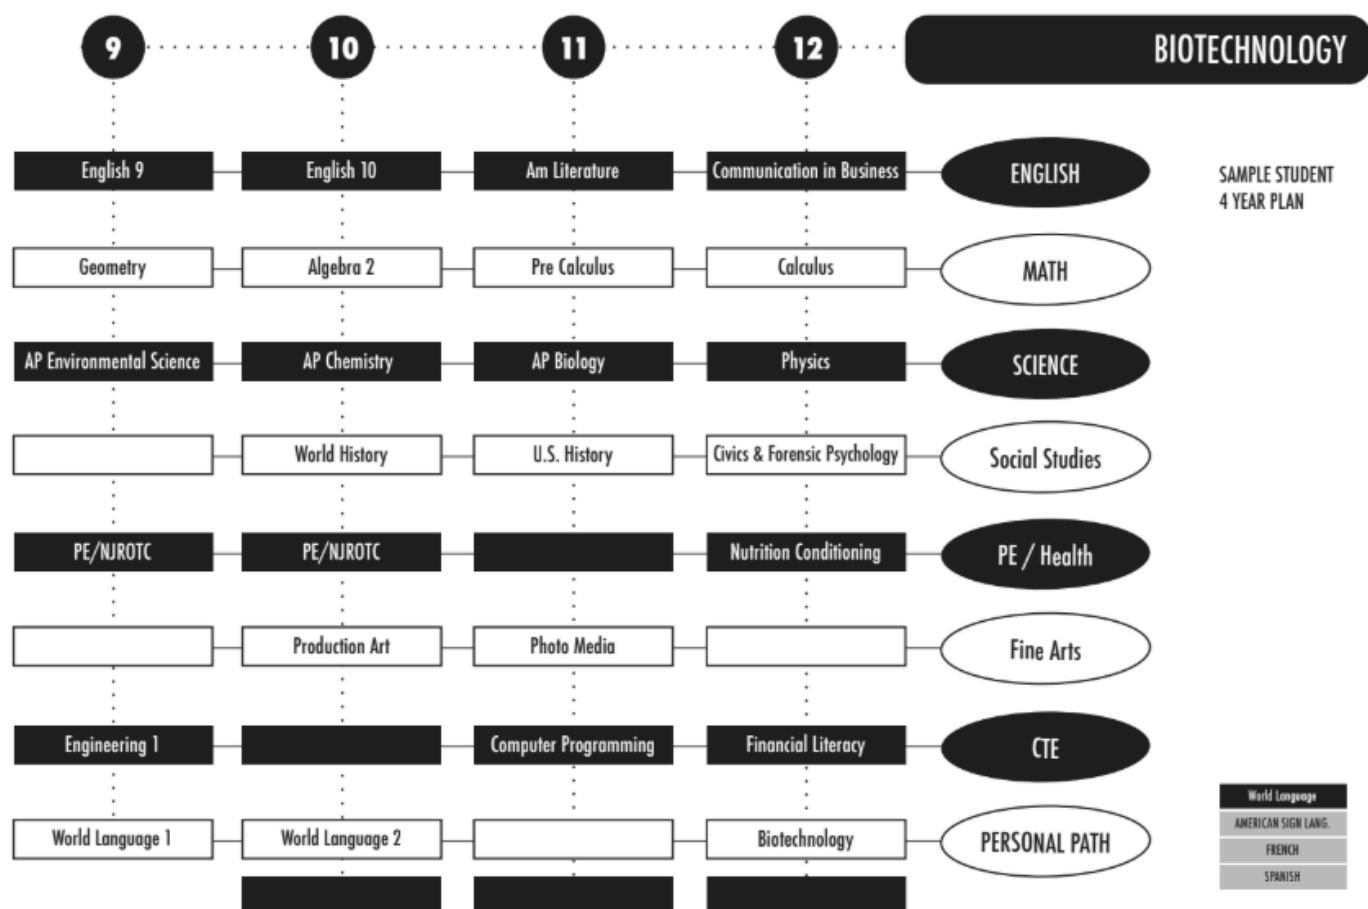 9 10 11 12 BIOTECHNOLOGY
English 9 English 10 Am Literature Communication in Business ENGLISH
SAMPLE STUDENT
4 YEAR PLAN
Geometry Algebra 2 Pre Calculus Calculus MATH
AP Environmental Science AP Chemistry AP Biology Physics SCIENCE
World History U.S. History Civics & Forensic Psychology Social Studies
PE/NJROTC PE/NJROTC Nutrition Conditioning PE / Health
Production Art Photo Media Fine Arts
Engineering 1 Computer Programming Financial Literacy CTE
World Language 1 World Language 2 Biotechnology PERSONAL PATH
World Language
AMERICAN SIGN LANG.
FRENCH
SPANISH